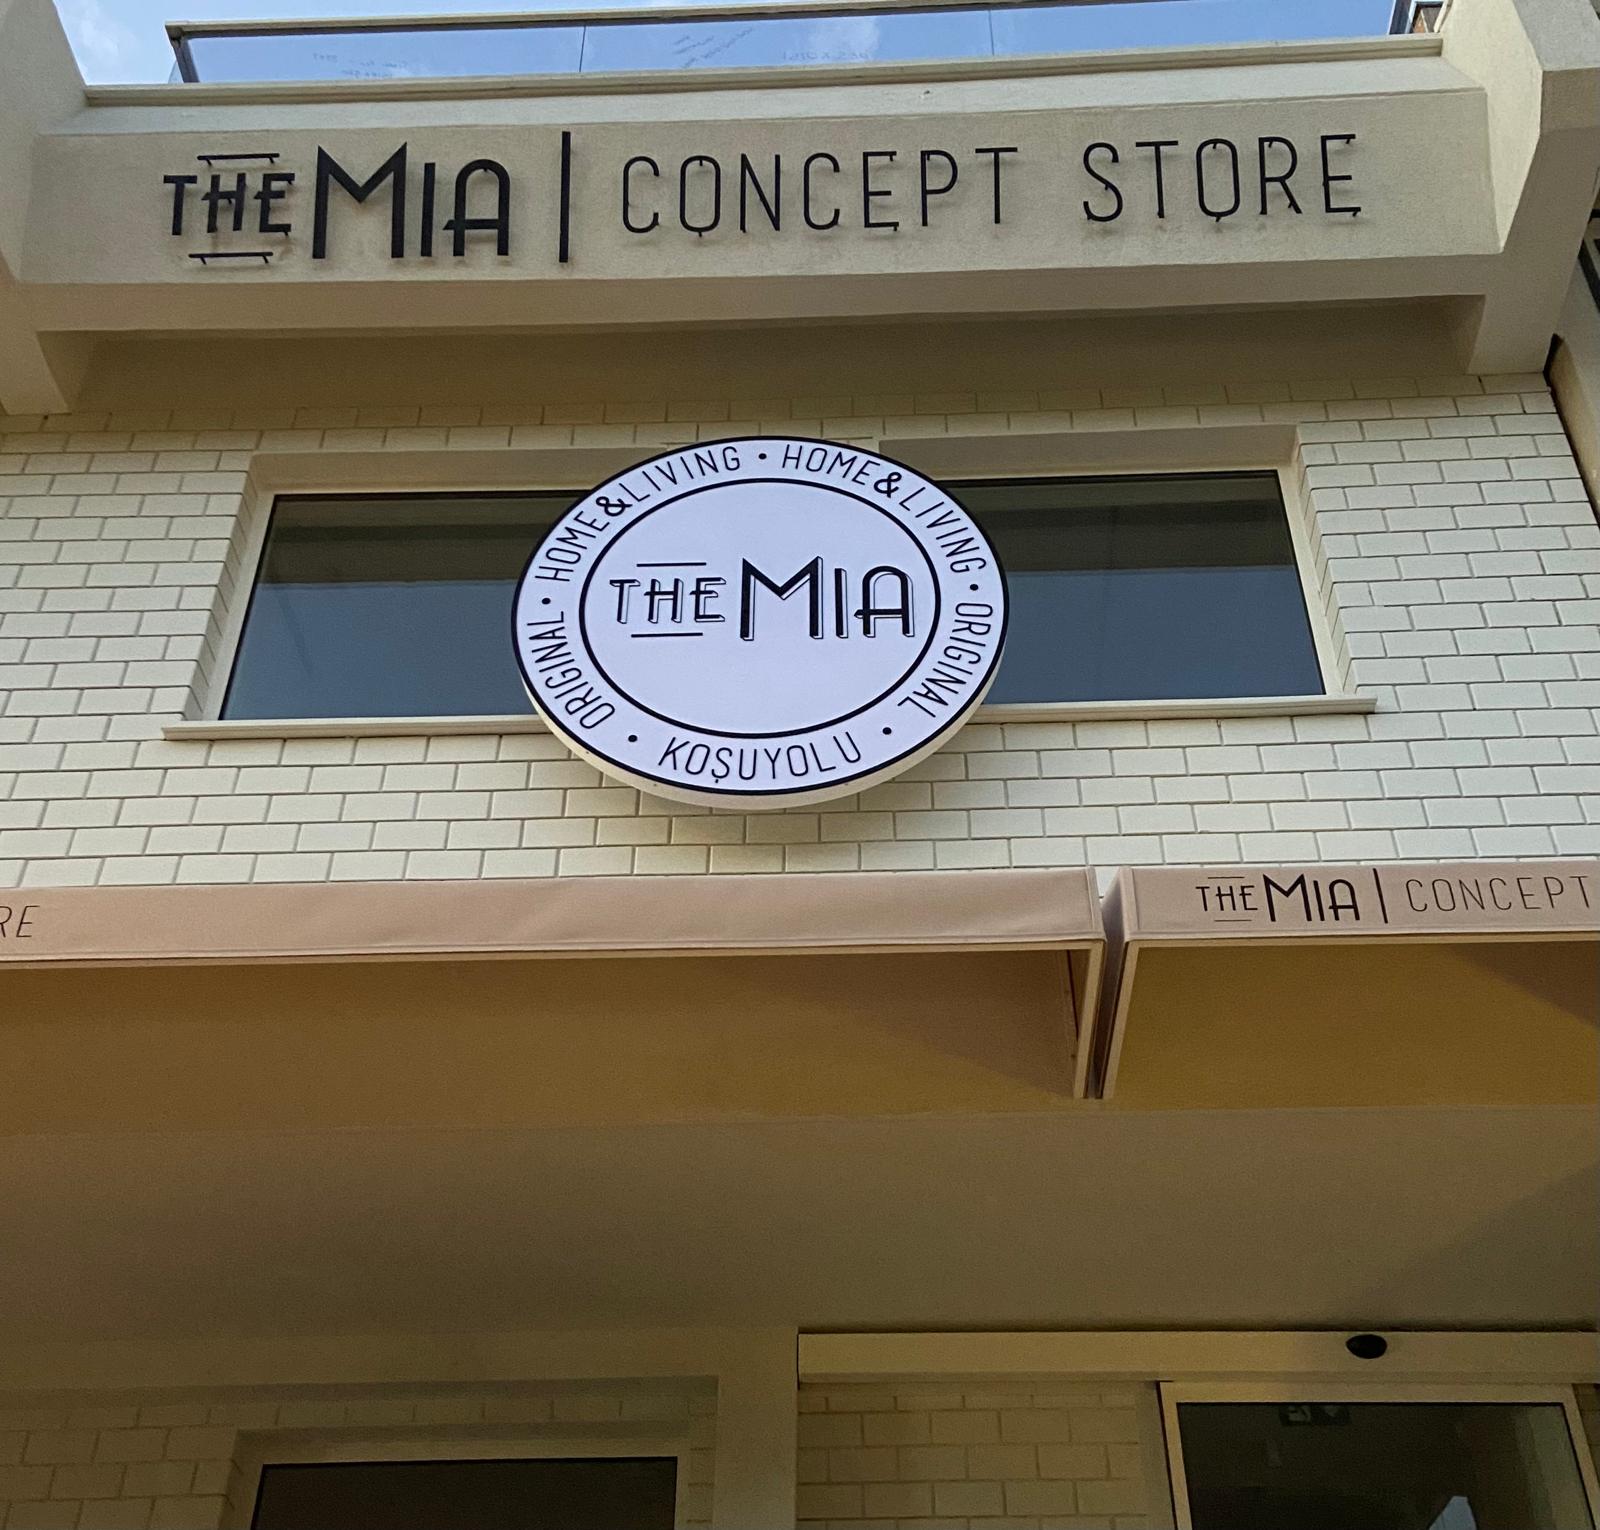 THE MIA | CONCEPT STORE
ORIGINAL • HOME & LIVING • HOME & LIVING • ORIGINAL
THE MIA
• KOŞUYOLU •
RE
THE MIA | CONCEPT